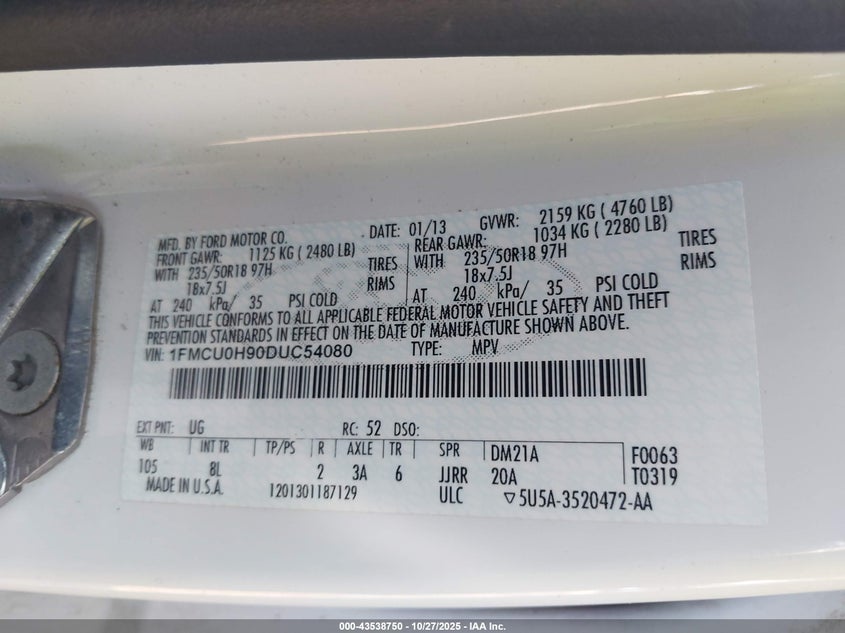 MFD. BY FORD MOTOR CO. DATE: 01/13 GVWR: 2159 KG ( 4760 LB)
FRONT GAWR: 1125 KG ( 2480 LB) REAR GAWR: 1034 KG ( 2280 LB)
WITH 235/50R18 97H TIRES WITH 235/50R18 97H TIRES
18x7.5J RIMS 18x7.5J RIMS
AT 240 kPa/ 35 PSI COLD AT 240 kPa/ 35 PSI COLD
THIS VEHICLE CONFORMS TO ALL APPLICABLE FEDERAL MOTOR VEHICLE SAFETY AND THEFT
PREVENTION STANDARDS IN EFFECT ON THE DATE OF MANUFACTURE SHOWN ABOVE.
VIN: 1FMCU0H90DUC54080 TYPE: MPV
EXT PNT: UG RC: 52 DSO:
WB INT TR TP/PS R AXLE TR SPR DM21A F0063
105 8L 2 3A 6 JJRR 20A T0319
MADE IN U.S.A. 1201301187129 ULC ▽5U5A-3520472-AA
000-43538750 - 10/27/2025 - IAA Inc.